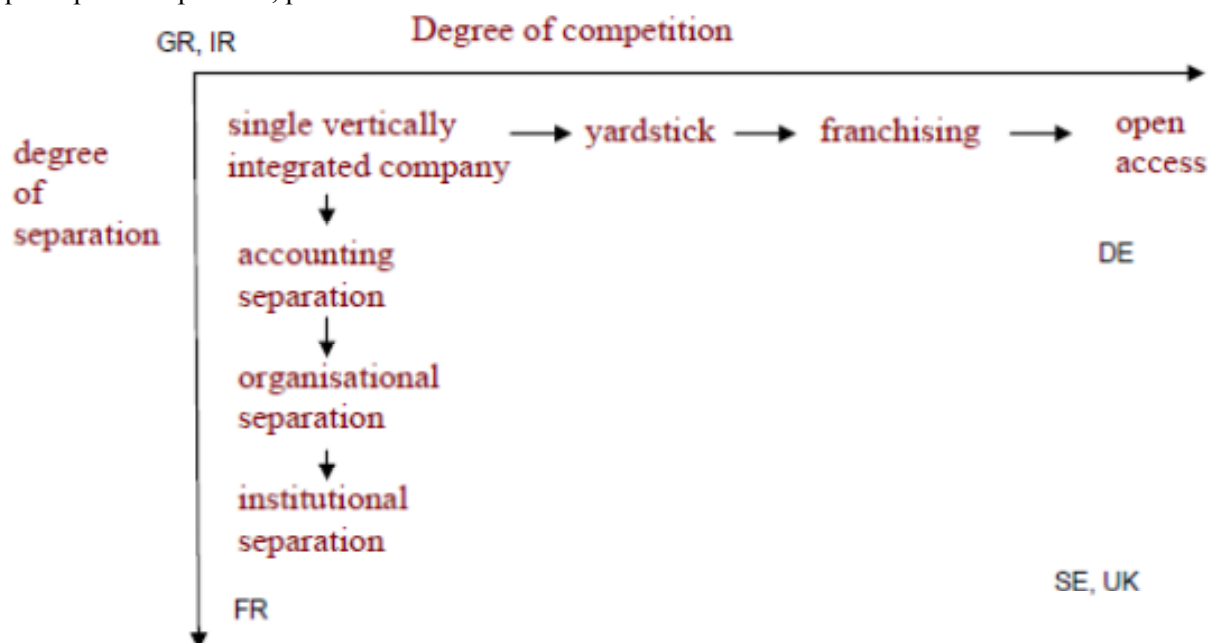 GR, IR
Degree of competition
single vertically
integrated company
yardstick
franchising
open
access
degree
of
separation
accounting
separation
DE
organisational
separation
institutional
separation
SE, UK
FR